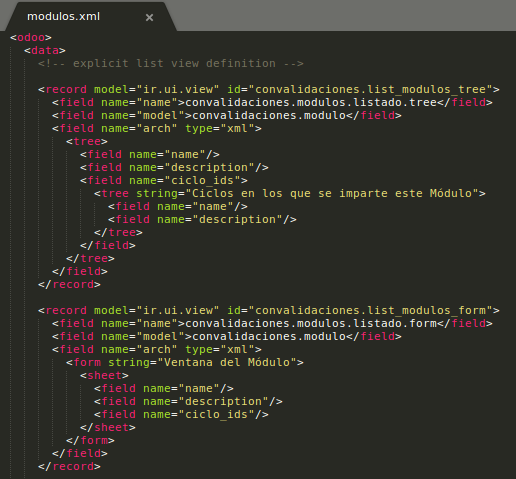 modulos.xml ×
<odoo>
<data>
<!-- explicit list view definition -->
<record model="ir.ui.view" id="convalidaciones.list_modulos_tree">
<field name="name">convalidaciones.modulos.listado.tree</field>
<field name="model">convalidaciones.modulo</field>
<field name="arch" type="xml">
<tree>
<field name="name"/>
<field name="description"/>
<field name="ciclo_ids">
<tree string="Ciclos en los que se imparte este Módulo">
<field name="name"/>
<field name="description"/>
</tree>
</field>
</tree>
</field>
</record>
<record model="ir.ui.view" id="convalidaciones.list_modulos_form">
<field name="name">convalidaciones.modulos.listado.form</field>
<field name="model">convalidaciones.modulo</field>
<field name="arch" type="xml">
<form string="Ventana del Módulo">
<sheet>
<field name="name"/>
<field name="description"/>
<field name="ciclo_ids"/>
</sheet>
</form>
</field>
</record>